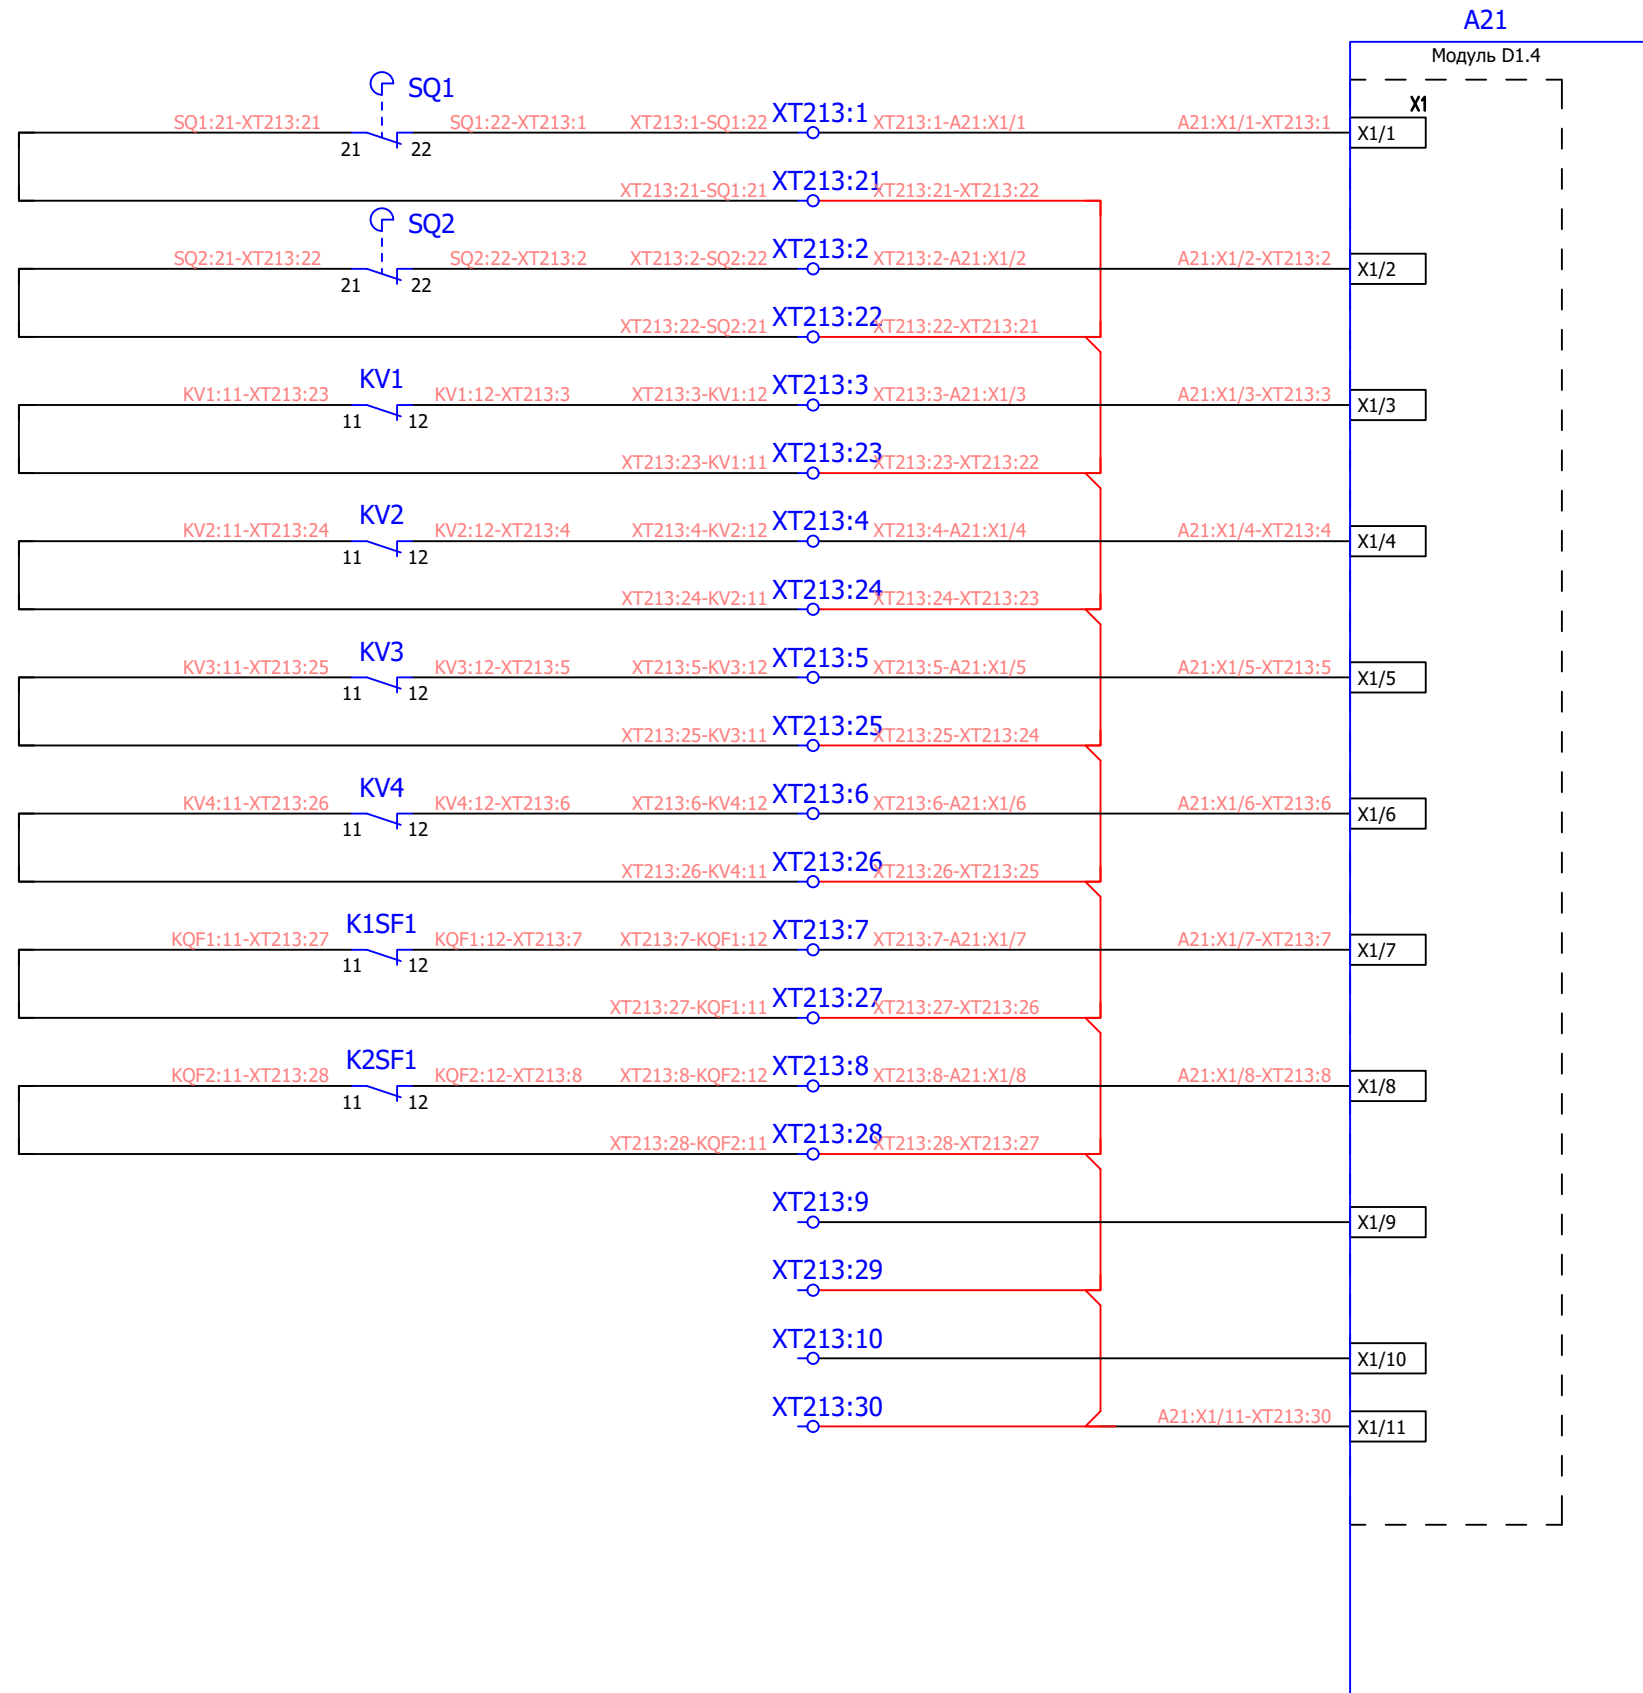 A21
Модуль D1.4
X1
SQ1
SQ1:21-XT213:21 SQ1:22-XT213:1 XT213:1-SQ1:22 XT213:1 XT213:1-A21:X1/1 A21:X1/1-XT213:1 X1/1
21 22
XT213:21-SQ1:21 XT213:21 XT213:21-XT213:22
SQ2
SQ2:21-XT213:22 SQ2:22-XT213:2 XT213:2-SQ2:22 XT213:2 XT213:2-A21:X1/2 A21:X1/2-XT213:2 X1/2
21 22
XT213:22-SQ2:21 XT213:22 XT213:22-XT213:21
KV1
KV1:11-XT213:23 KV1:12-XT213:3 XT213:3-KV1:12 XT213:3 XT213:3-A21:X1/3 A21:X1/3-XT213:3 X1/3
11 12
XT213:23-KV1:11 XT213:23 XT213:23-XT213:22
KV2
KV2:11-XT213:24 KV2:12-XT213:4 XT213:4-KV2:12 XT213:4 XT213:4-A21:X1/4 A21:X1/4-XT213:4 X1/4
11 12
XT213:24-KV2:11 XT213:24 XT213:24-XT213:23
KV3
KV3:11-XT213:25 KV3:12-XT213:5 XT213:5-KV3:12 XT213:5 XT213:5-A21:X1/5 A21:X1/5-XT213:5 X1/5
11 12
XT213:25-KV3:11 XT213:25 XT213:25-XT213:24
KV4
KV4:11-XT213:26 KV4:12-XT213:6 XT213:6-KV4:12 XT213:6 XT213:6-A21:X1/6 A21:X1/6-XT213:6 X1/6
11 12
XT213:26-KV4:11 XT213:26 XT213:26-XT213:25
K1SF1
KQF1:11-XT213:27 KQF1:12-XT213:7 XT213:7-KQF1:12 XT213:7 XT213:7-A21:X1/7 A21:X1/7-XT213:7 X1/7
11 12
XT213:27-KQF1:11 XT213:27 XT213:27-XT213:26
K2SF1
KQF2:11-XT213:28 KQF2:12-XT213:8 XT213:8-KQF2:12 XT213:8 XT213:8-A21:X1/8 A21:X1/8-XT213:8 X1/8
11 12
XT213:28-KQF2:11 XT213:28 XT213:28-XT213:27
XT213:9 X1/9
XT213:29
XT213:10 X1/10
XT213:30 A21:X1/11-XT213:30 X1/11